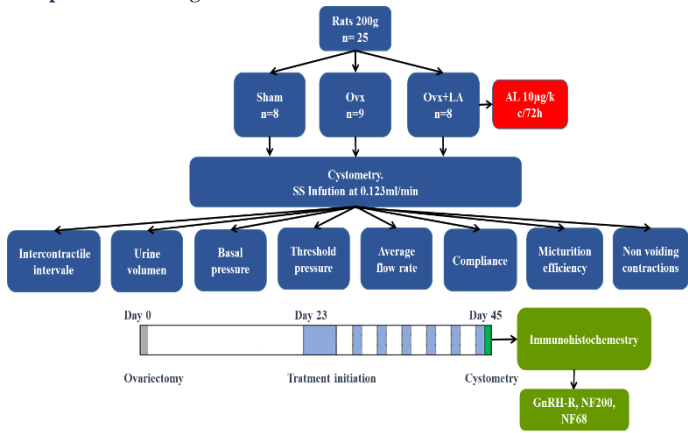 Rats 200g
n= 25
Sham
n=8
Ovx
n=9
Ovx+LA
n=8
AL 10µg/k
c/72h
Cystometry.
SS Infution at 0.123ml/min
Intercontractile
intervale
Urine
volumen
Basal
pressure
Threshold
pressure
Average
flow rate
Compliance
Micturition
efficiency
Non voiding
contractions
Day 0
Day 23
Day 45
Ovariectomy
Tratment initiation
Cystometry
Immunohistochemestry
GnRH-R, NF200,
NF68